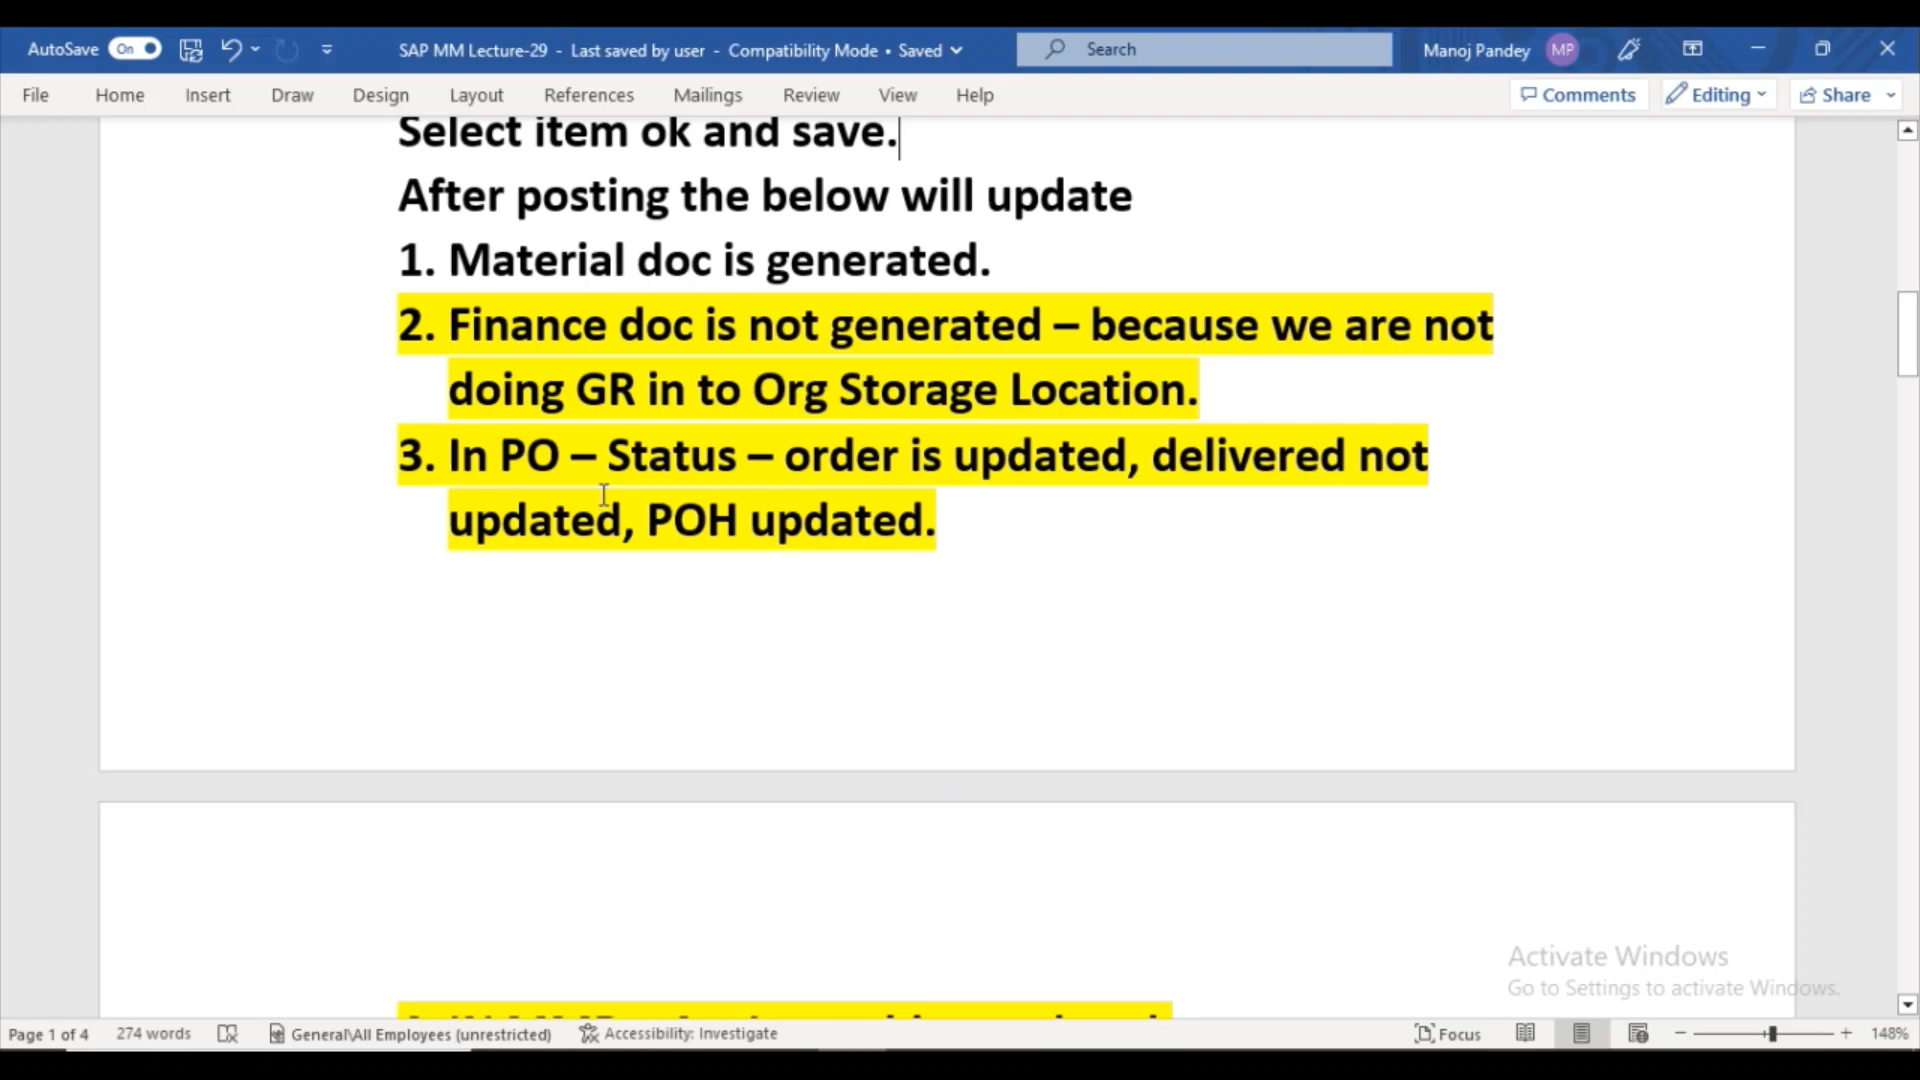 AutoSave On SAP MM Lecture-29 - Last saved by user - Compatibility Mode • Saved Search Manoj Pandey MP
File Home Insert Draw Design Layout References Mailings Review View Help Comments Editing Share
Select item ok and save.
After posting the below will update
1. Material doc is generated.
2. Finance doc is not generated – because we are not
doing GR in to Org Storage Location.
3. In PO – Status – order is updated, delivered not
updated, POH updated.
Activate Windows
Go to Settings to activate Windows.
Page 1 of 4 274 words General\All Employees (unrestricted) Accessibility: Investigate Focus 148%